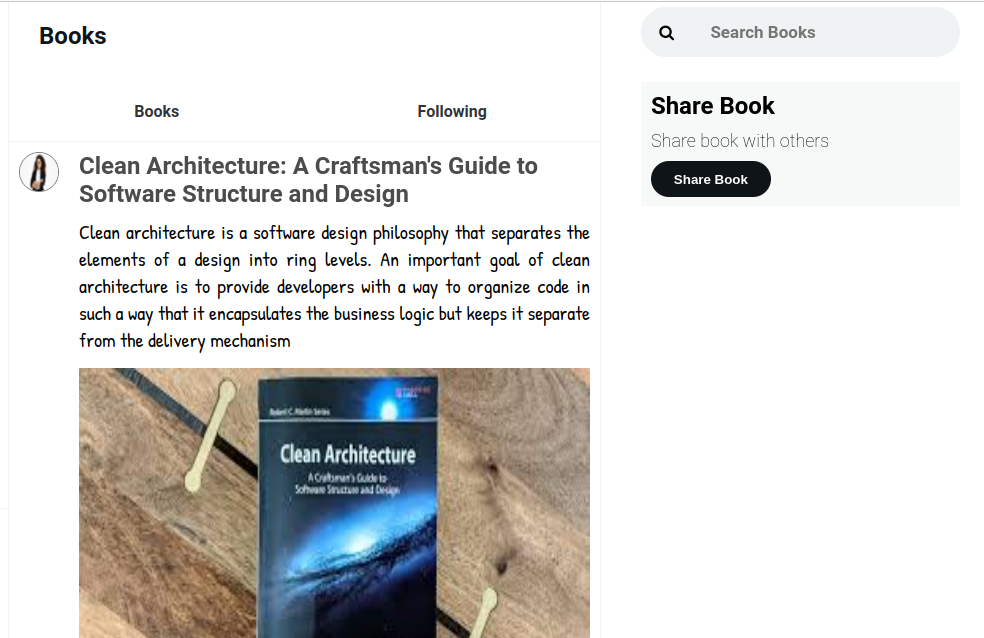 Books
Search Books
Books
Following
Share Book
Share book with others
Share Book
Clean Architecture: A Craftsman's Guide to
Software Structure and Design
Clean architecture is a software design philosophy that separates the
elements of a design into ring levels. An important goal of clean
architecture is to provide developers with a way to organize code in
such a way that it encapsulates the business logic but keeps it separate
from the delivery mechanism
Robert C. Martin Series
Clean Architecture
A Craftsman's Guide to
Software Structure and Design